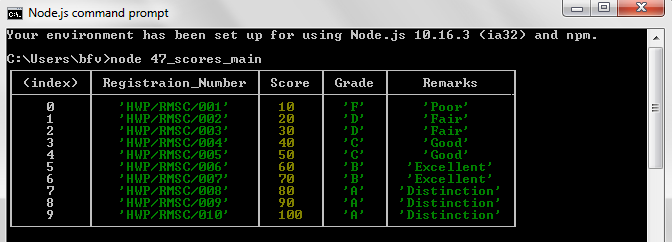 Node.js command prompt
Your environment has been set up for using Node.js 10.16.3 (ia32) and npm.
C:\Users\bfv>node 47_scores_main
(index) Registraion_Number Score Grade Remarks
0 'HWP/RMSC/001' 10 'F' 'Poor'
1 'HWP/RMSC/002' 20 'D' 'Fair'
2 'HWP/RMSC/003' 30 'D' 'Fair'
3 'HWP/RMSC/004' 40 'C' 'Good'
4 'HWP/RMSC/005' 50 'C' 'Good'
5 'HWP/RMSC/006' 60 'B' 'Excellent'
6 'HWP/RMSC/007' 70 'B' 'Excellent'
7 'HWP/RMSC/008' 80 'A' 'Distinction'
8 'HWP/RMSC/009' 90 'A' 'Distinction'
9 'HWP/RMSC/010' 100 'A' 'Distinction'